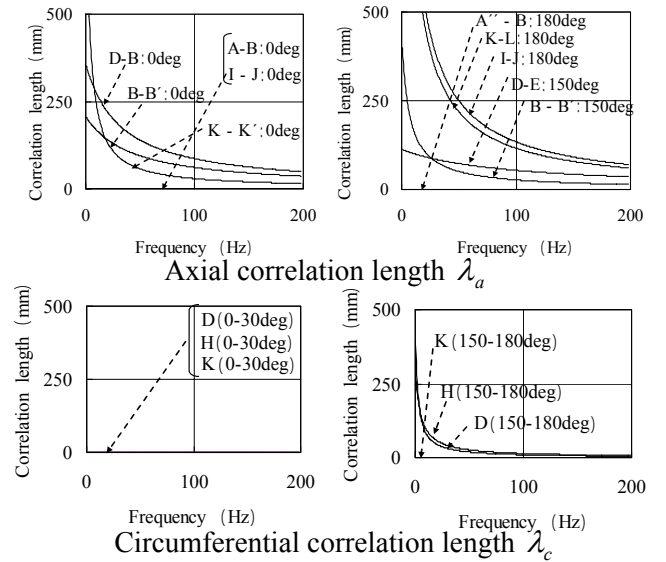 500
250
0
Correlation length (mm)
D-B: 0deg
B-B′: 0deg
A-B: 0deg
I - J: 0deg
K - K′: 0deg
0 100 200
Frequency (Hz)
500
250
0
Correlation length (mm)
A′′ - B: 180deg
K-L: 180deg
I-J: 180deg
D-E: 150deg
B - B′: 150deg
0 100 200
Frequency (Hz)
Axial correlation length λa
500
250
0
Correlation length (mm)
D(0-30deg)
H(0-30deg)
K(0-30deg)
0 100 200
Frequency (Hz)
500
250
0
Correlation length (mm)
K(150-180deg)
H(150-180deg)
D(150-180deg)
0 100 200
Frequency (Hz)
Circumferential correlation length λc